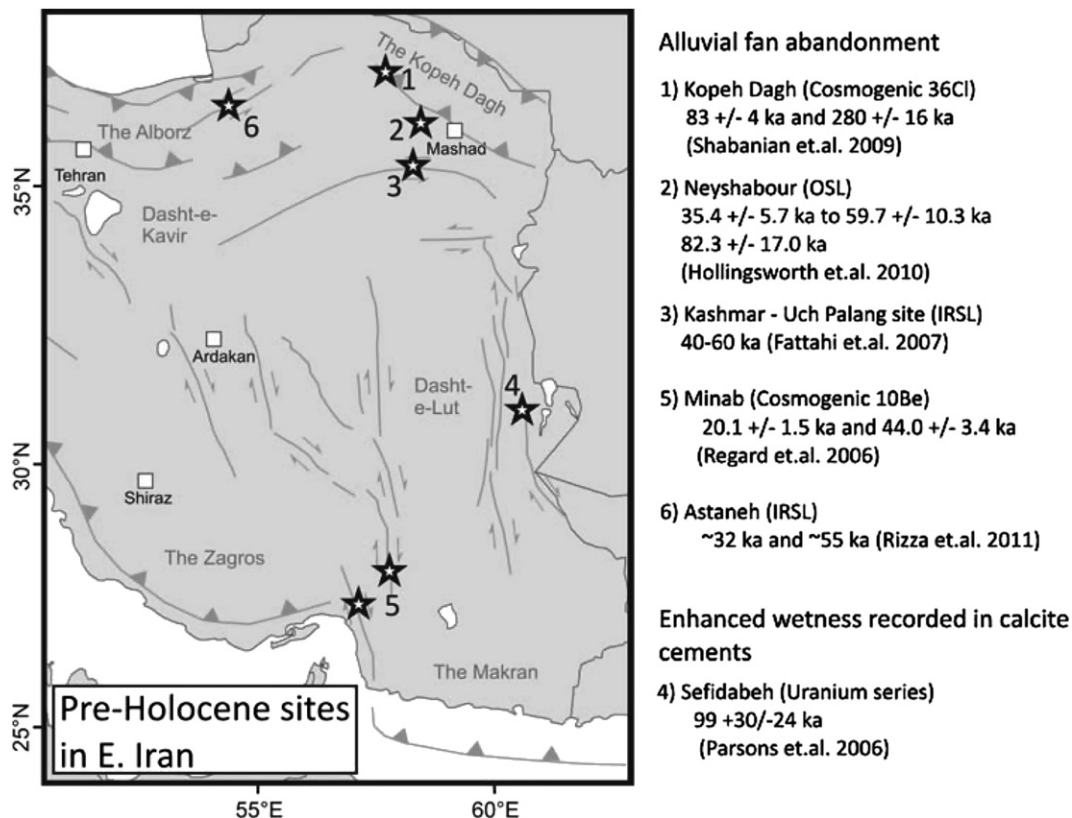 The Kopeh Dagh
1
The Alborz
6
2
Mashad
Tehran
3
35°N
Dasht-e-
Kavir
Ardakan
Dasht-
e-Lut
4
30°N
Shiraz
The Zagros
5
The Makran
25°N
Pre-Holocene sites
in E. Iran
55°E
60°E
Alluvial fan abandonment
1) Kopeh Dagh (Cosmogenic 36Cl)
83 +/- 4 ka and 280 +/- 16 ka
(Shabanian et.al. 2009)
2) Neyshabour (OSL)
35.4 +/- 5.7 ka to 59.7 +/- 10.3 ka
82.3 +/- 17.0 ka
(Hollingsworth et.al. 2010)
3) Kashmar - Uch Palang site (IRSL)
40-60 ka (Fattahi et.al. 2007)
5) Minab (Cosmogenic 10Be)
20.1 +/- 1.5 ka and 44.0 +/- 3.4 ka
(Regard et.al. 2006)
6) Astaneh (IRSL)
~32 ka and ~55 ka (Rizza et.al. 2011)
Enhanced wetness recorded in calcite
cements
4) Sefidabeh (Uranium series)
99 +30/-24 ka
(Parsons et.al. 2006)